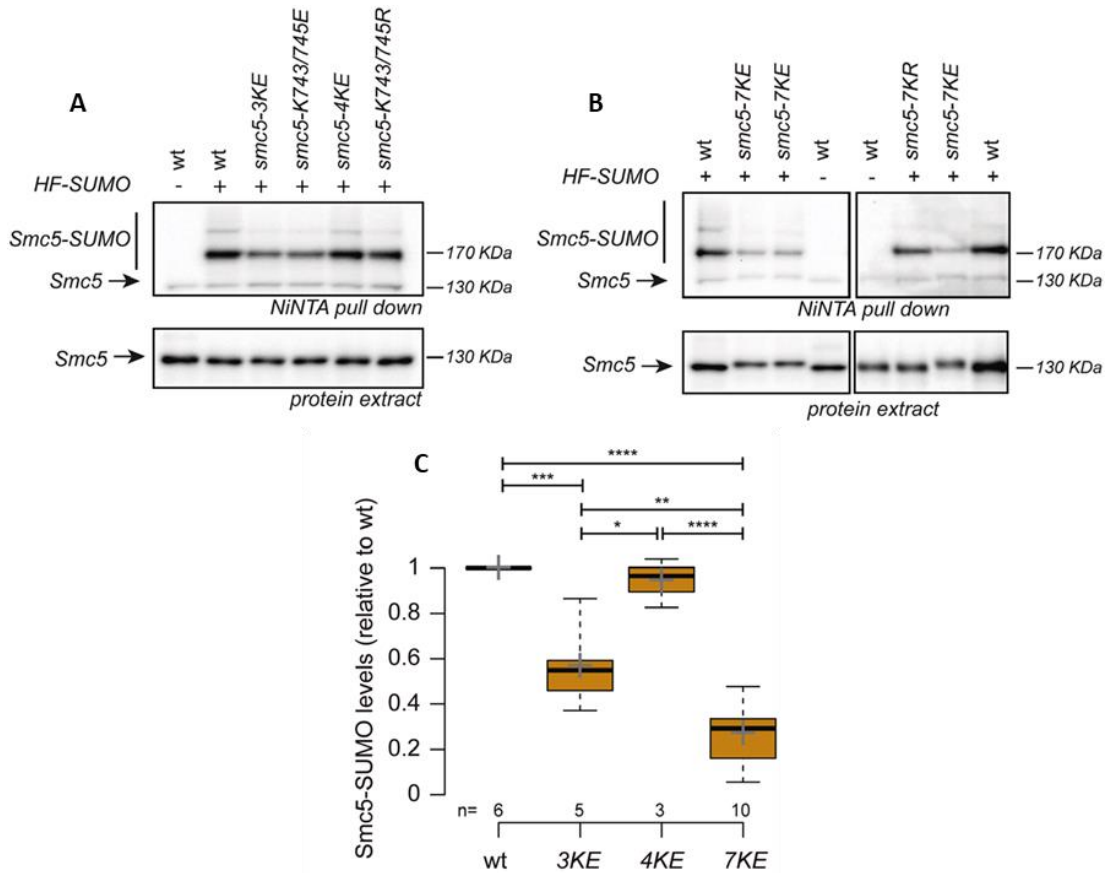 A
wt
wt
smc5-3KE
smc5-K743/745E
smc5-4KE
smc5-K743/745R
HF-SUMO - + + + + +
Smc5-SUMO
170 KDa
Smc5
130 KDa
NiNTA pull down
Smc5
130 KDa
protein extract
B
wt
smc5-7KE
smc5-7KE
wt
wt
smc5-7KR
smc5-7KE
wt
HF-SUMO + + + - - + + +
Smc5-SUMO
170 KDa
Smc5
130 KDa
NiNTA pull down
Smc5
130 KDa
protein extract
C
****
***
**
* ****
Smc5-SUMO levels (relative to wt)
1
0.8
0.6
0.4
0.2
0
n= 6 5 3 10
wt 3KE 4KE 7KE